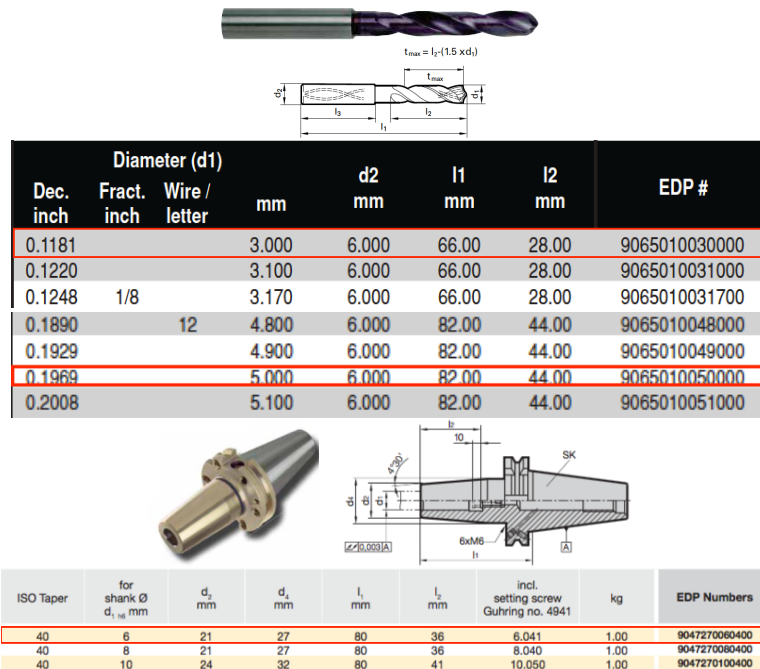 tmax = l2-(1.5 xd1)
tmax
d2
d1
l3
l2
l1
Diameter (d1)
Dec. inch Fract. inch Wire / letter mm d2 mm l1 mm l2 mm EDP #
0.1181 3.000 6.000 66.00 28.00 9065010030000
0.1220 3.100 6.000 66.00 28.00 9065010031000
0.1248 1/8 3.170 6.000 66.00 28.00 9065010031700
0.1890 12 4.800 6.000 82.00 44.00 9065010048000
0.1929 4.900 6.000 82.00 44.00 9065010049000
0.1969 5.000 6.000 82.00 44.00 9065010050000
0.2008 5.100 6.000 82.00 44.00 9065010051000
l2
10
SK
4°30'
d4
d2
d1
6xM6
0,003 A
A
l1
ISO Taper for shank Ø d1 h6 mm d2 mm d4 mm l1 mm l2 mm incl. setting screw Guhring no. 4941 kg EDP Numbers
40 6 21 27 80 36 6.041 1.00 9047270060400
40 8 21 27 80 36 8.040 1.00 9047270080400
40 10 24 32 80 41 10.050 1.00 9047270100400